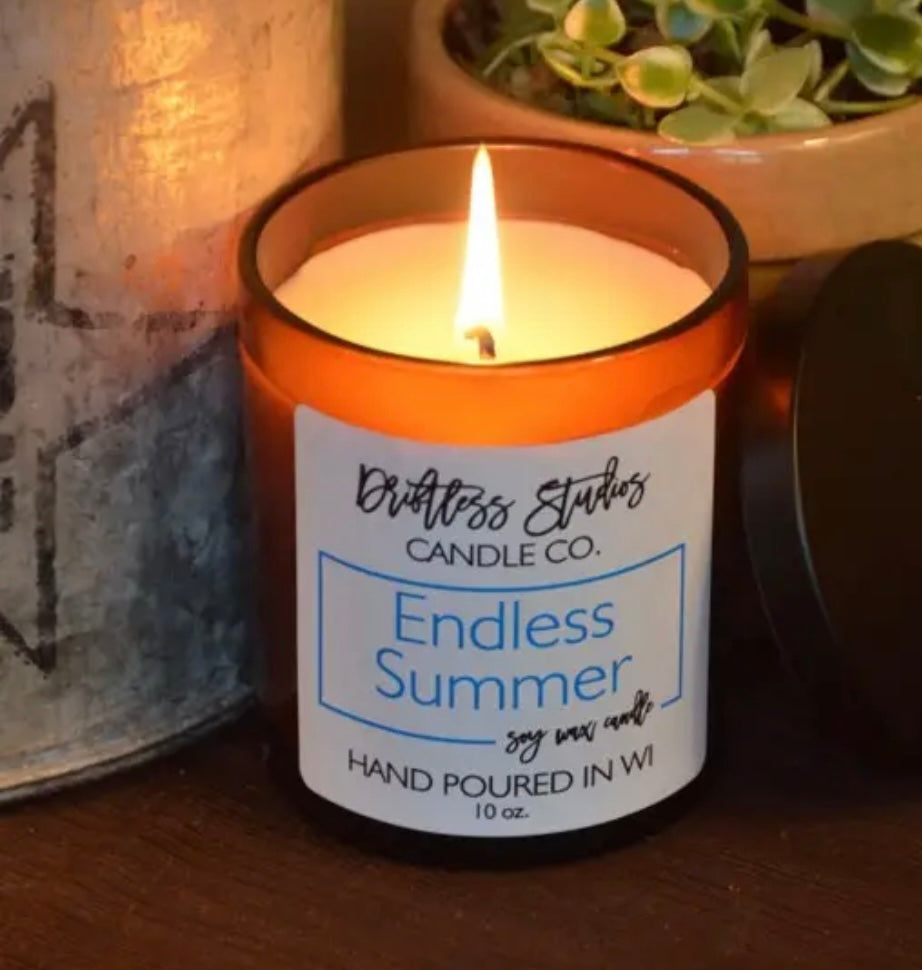 Driftless Studios
CANDLE CO.
Endless
Summer
soy wax candle
HAND POURED IN WI
10 oz.